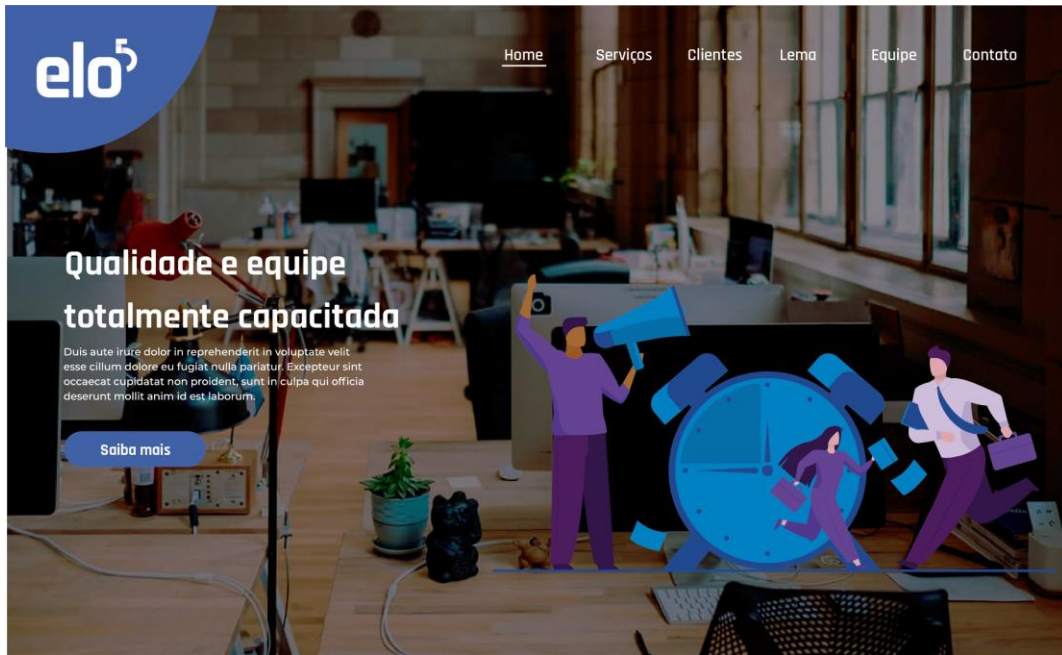 elo5
Home Serviços Clientes Lema Equipe Contato
Qualidade e equipe
totalmente capacitada
Duis aute irure dolor in reprehenderit in voluptate velit
esse cillum dolore eu fugiat nulla pariatur. Excepteur sint
occaecat cupidatat non proident, sunt in culpa qui officia
deserunt mollit anim id est laborum.
Saiba mais